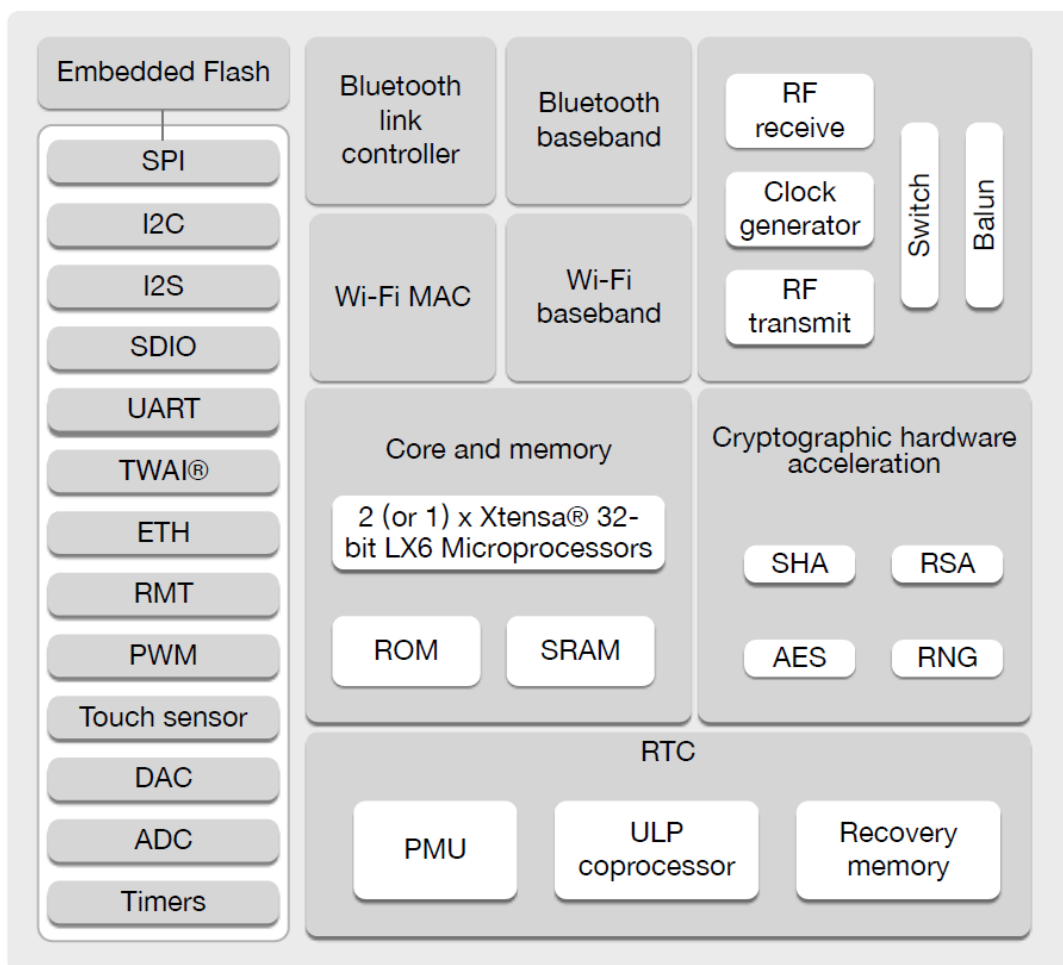 Embedded Flash
SPI
I2C
I2S
SDIO
UART
TWAI®
ETH
RMT
PWM
Touch sensor
DAC
ADC
Timers
Bluetooth
link
controller
Bluetooth
baseband
Wi-Fi MAC
Wi-Fi
baseband
RF
receive
Clock
generator
RF
transmit
Switch
Balun
Core and memory
2 (or 1) x Xtensa® 32-
bit LX6 Microprocessors
ROM
SRAM
Cryptographic hardware
acceleration
SHA
RSA
AES
RNG
RTC
PMU
ULP
coprocessor
Recovery
memory